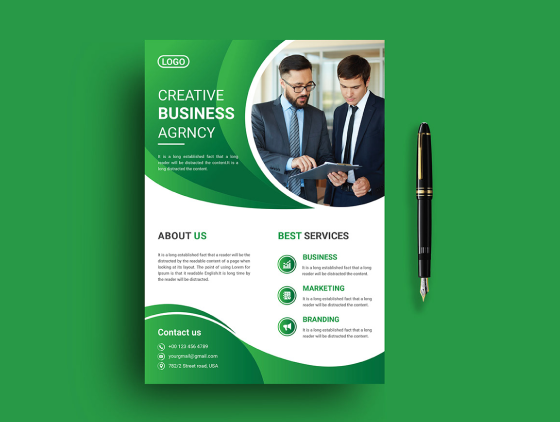 LOGO
CREATIVE
BUSINESS
AGRNCY
It is a long established fact that a long
reader will be distracted the content.It is a
long distracted the content.
ABOUT US
It is a long established fact that a reader will be the
distracted by the readable content of a page when
looking at its layout. The point of using Lorem for
Ipsum is that it readable English.It is long time by
the reader will be distracted.
BEST SERVICES
BUSINESS
It is a long established fact that a long
reader will be distracted the content.
MARKETING
It is a long established fact that a long
reader will be distracted the content.
BRANDING
It is a long established fact that a long
reader will be distracted the content.
Contact us
+00 123 456 4789
yourgmail@gmail.com
782/2 Street road, USA